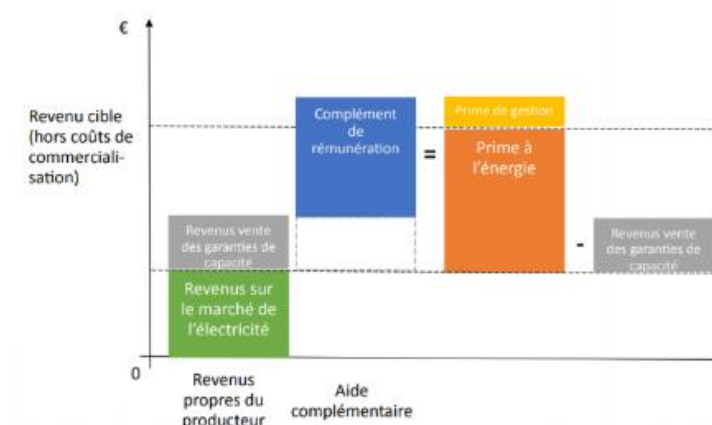 €
Revenu cible
(hors coûts de
commerciali-
sation)
Complément
de
rémunération
=
Prime de gestion
Prime à
l'énergie
-
Revenus vente
des garanties de
capacité
Revenus vente
des garanties de
capacité
Revenus sur
le marché de
l'électricité
0
Revenus
propres du
producteur
Aide
complémentaire